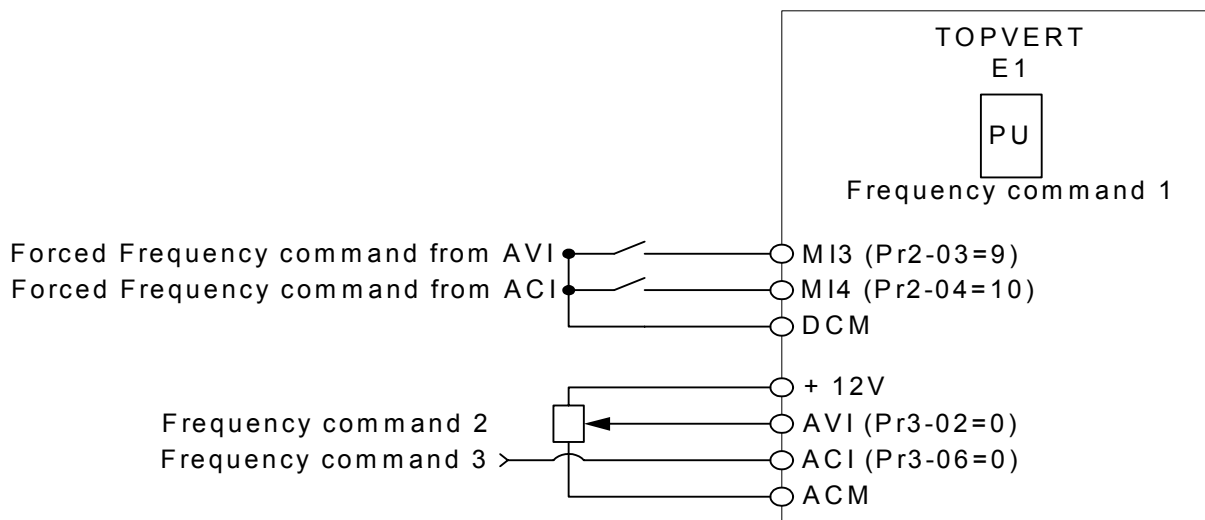 TOPVERT
E1
PU
Frequency command 1
Forced Frequency command from AVI
MI3 (Pr2-03=9)
Forced Frequency command from ACI
MI4 (Pr2-04=10)
DCM
+ 12V
Frequency command 2
AVI (Pr3-02=0)
Frequency command 3
ACI (Pr3-06=0)
ACM